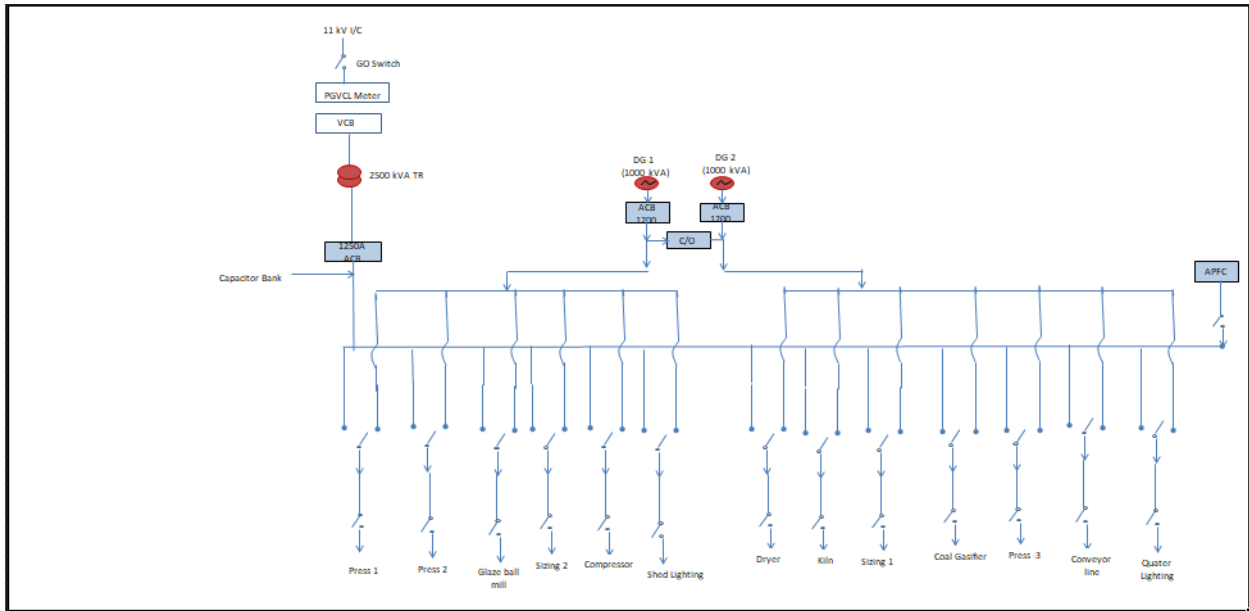 11 kV I/C
GO Switch
PGVCL Meter
VCB
2500 kVA TR
1250A
ACB
Capacitor Bank
DG-1
(1000 kVA)
DG-2
(1000 kVA)
ACB
1200
ACB
1200
C/O
APFC
Press 1
Press 2
Glaze ball
mill
Sizing 2
Compressor
Shed Lighting
Dryer
Kiln
Sizing 1
Coal Gasifier
Press -3
Conveyor
line
Quater
Lighting